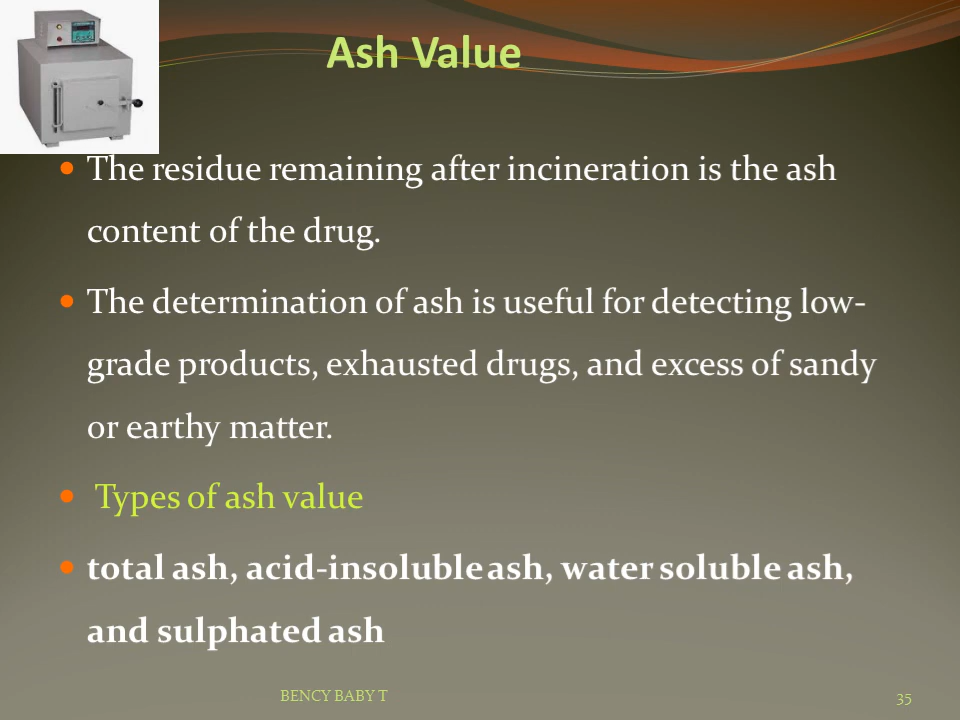 Ash Value
The residue remaining after incineration is the ash
content of the drug.
The determination of ash is useful for detecting low-
grade products, exhausted drugs, and excess of sandy
or earthy matter.
Types of ash value
total ash, acid-insoluble ash, water soluble ash,
and sulphated ash
BENCY BABY T
35